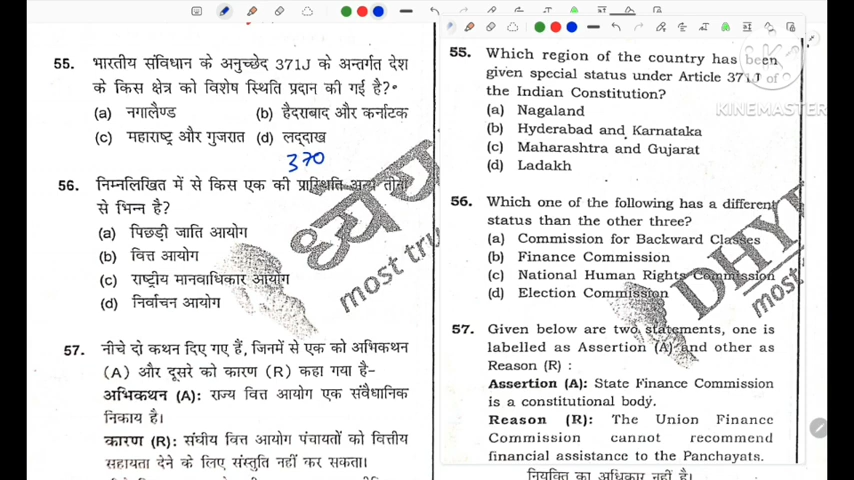 55. भारतीय संविधान के अनुच्छेद 371J के अन्तर्गत देश
के किस क्षेत्र को विशेष स्थिति प्रदान की गई है?
(a) नगालैण्ड (b) हैदराबाद और कर्नाटक
(c) महाराष्ट्र और गुजरात (d) लद्दाख
370
56. निम्नलिखित में से किस एक की प्रास्थिति अन्य तीनों
से भिन्न है?
(a) पिछड़ी जाति आयोग
(b) वित्त आयोग
(c) राष्ट्रीय मानवाधिकार आयोग
(d) निर्वाचन आयोग
57. नीचे दो कथन दिए गए हैं, जिनमें से एक को अभिकथन
(A) और दूसरे को कारण (R) कहा गया है-
अभिकथन (A): राज्य वित्त आयोग एक संवैधानिक
निकाय है।
कारण (R): संघीय वित्त आयोग पंचायतों को वित्तीय
सहायता देने के लिए संस्तुति नहीं कर सकता।
ध्येय
most tru
55. Which region of the country has been
given special status under Article 371J of
the Indian Constitution?
(a) Nagaland
(b) Hyderabad and Karnataka
(c) Maharashtra and Gujarat
(d) Ladakh
56. Which one of the following has a different
status than the other three?
(a) Commission for Backward Classes
(b) Finance Commission
(c) National Human Rights Commission
(d) Election Commission
57. Given below are two statements, one is
labelled as Assertion (A) and other as
Reason (R) :
Assertion (A): State Finance Commission
is a constitutional body.
Reason (R): The Union Finance
Commission cannot recommend
financial assistance to the Panchayats.
नियुक्ति का अधिकार नहीं है।
DHY
most
KINEMASTER